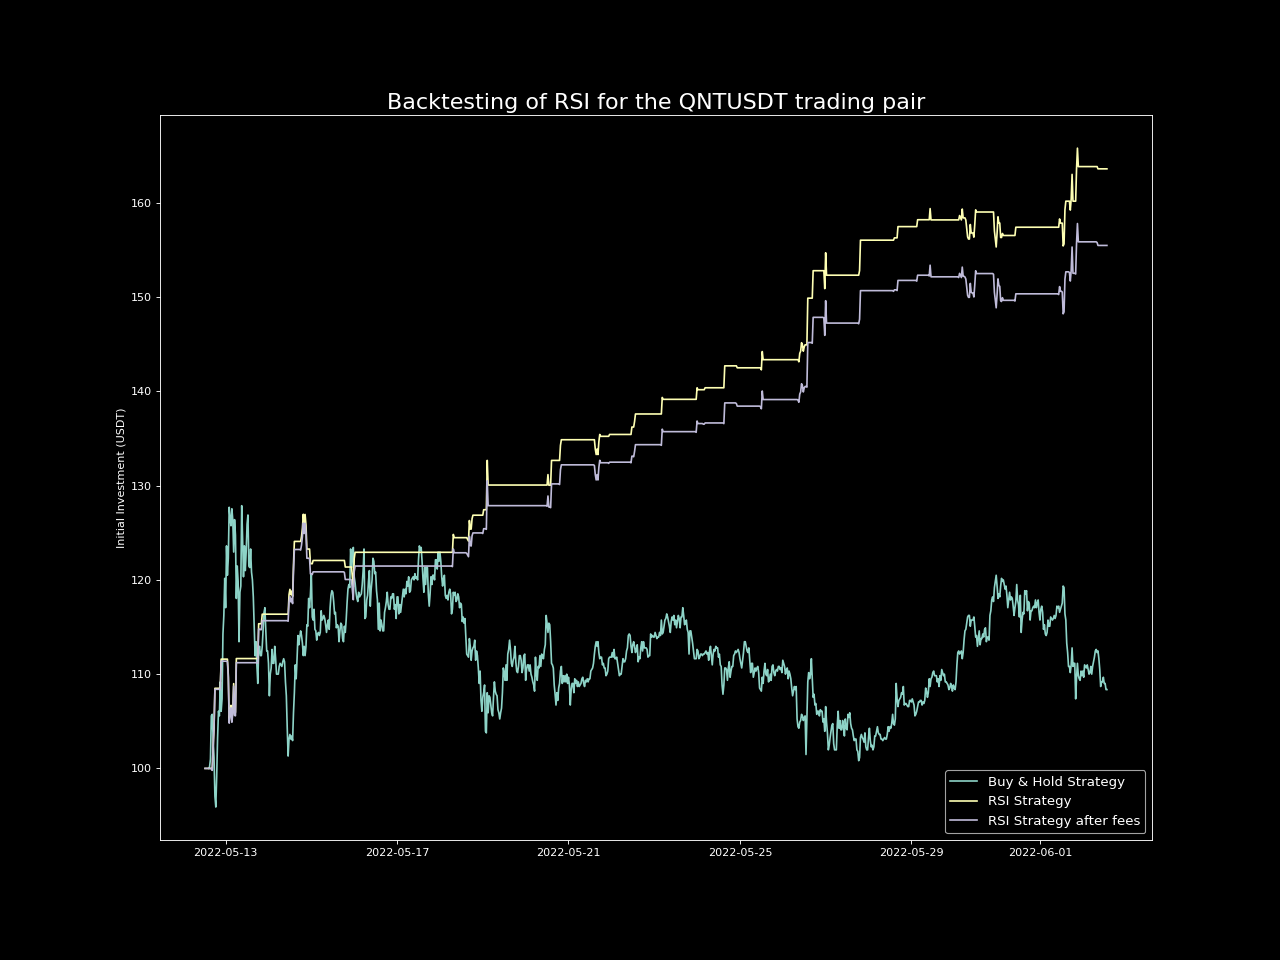 Backtesting of RSI for the QNTUSDT trading pair
Initial Investment (USDT)
160
150
140
130
120
110
100
2022-05-13
2022-05-17
2022-05-21
2022-05-25
2022-05-29
2022-06-01
Buy & Hold Strategy
RSI Strategy
RSI Strategy after fees